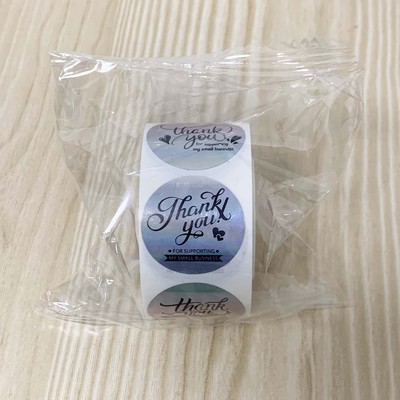 thank
you
for supporting
my small business
Thank
you!
FOR SUPPORTING
MY SMALL BUSINESS
thank